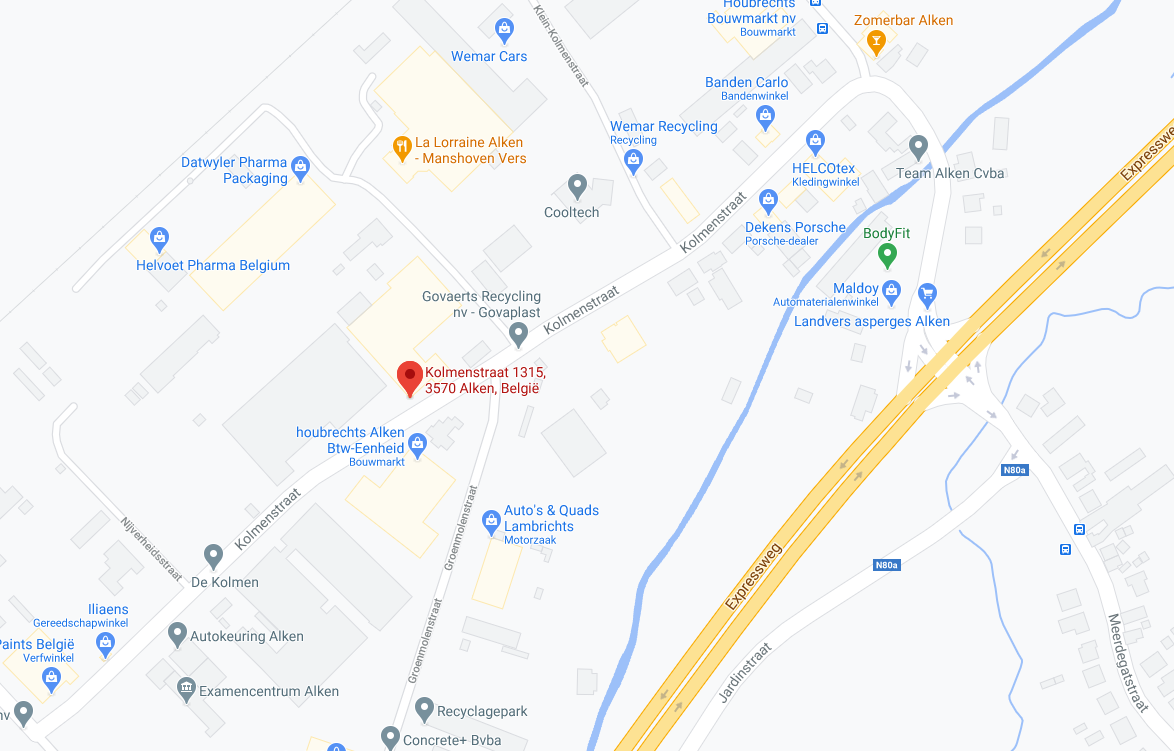 Houbrechts
Bouwmarkt nv
Bouwmarkt
Zomerbar Alken
Klein-Kolmenstraat
Wemar Cars
Banden Carlo
Bandenwinkel
Wemar Recycling
Recycling
La Lorraine Alken
- Manshoven Vers
Datwyler Pharma
Packaging
HELCOtex
Kledingwinkel
Team Alken Cvba
Expresswe
Cooltech
Kolmenstraat
Dekens Porsche
Porsche-dealer
BodyFit
Helvoet Pharma Belgium
Maldoy
Automaterialenwinkel
Landvers asperges Alken
Govaerts Recycling
nv - Govaplast
Kolmenstraat
Kolmenstraat 1315,
3570 Alken, België
houbrechts Alken
Btw-Eenheid
Bouwmarkt
N80a
Kolmenstraat
Groenmolenstraat
Auto's & Quads
Lambrichts
Motorzaak
Nijverheidsstraat
De Kolmen
N80a
Expressweg
Iliaens
Gereedschapwinkel
Autokeuring Alken
Groenmolenstraat
Paints België
Verfwinkel
Meerdegatstraat
Jardinstraat
Examencentrum Alken
Recyclagepark
nv
Concrete+ Bvba